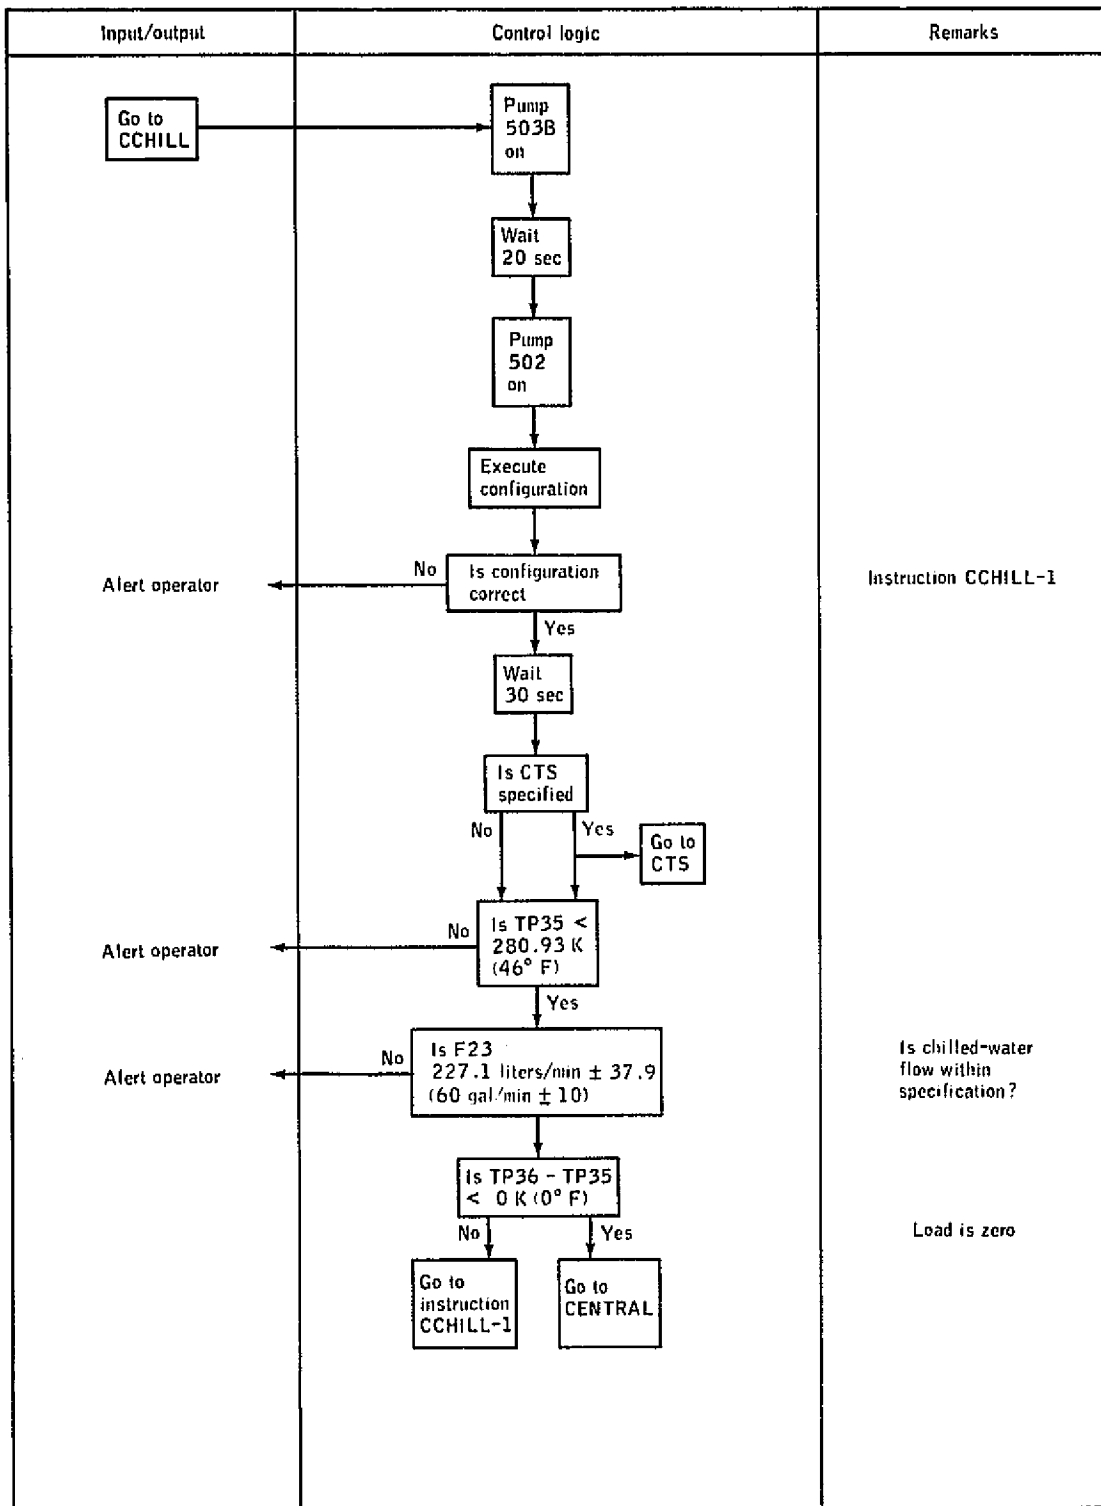 Input/output
Control logic
Remarks
Go to
CCHILL
Pump
503B
on
Wait
20 sec
Pump
502
on
Execute
configuration
Is configuration
correct
No
Alert operator
Instruction CCHILL-1
Yes
Wait
30 sec
Is CTS
specified
No
Yes
Go to
CTS
Is TP35 <
280.93 K
(46° F)
No
Alert operator
Yes
Is F23
227.1 liters/min ± 37.9
(60 gal/min ± 10)
No
Alert operator
Is chilled-water
flow within
specification?
Is TP36 - TP35
< 0 K (0° F)
Load is zero
No
Yes
Go to
instruction
CCHILL-1
Go to
CENTRAL